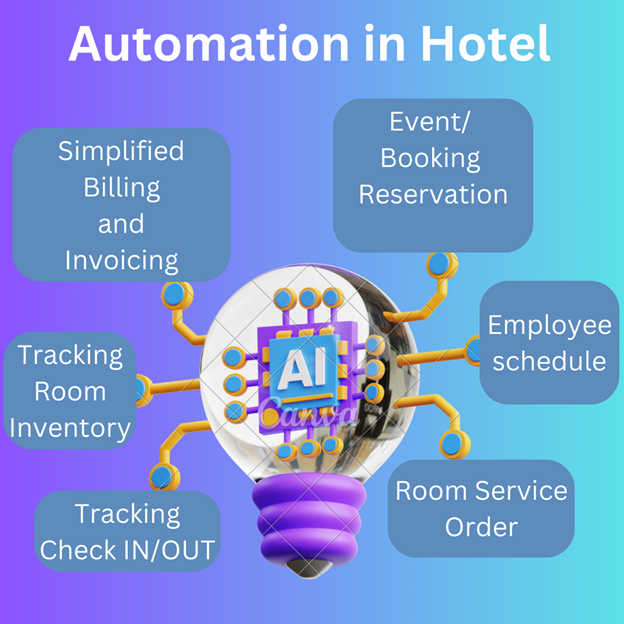 Automation in Hotel
Simplified
Billing
and
Invoicing
Event/
Booking
Reservation
Tracking
Room
Inventory
AI
Canva
Employee
schedule
Tracking
Check IN/OUT
Room Service
Order